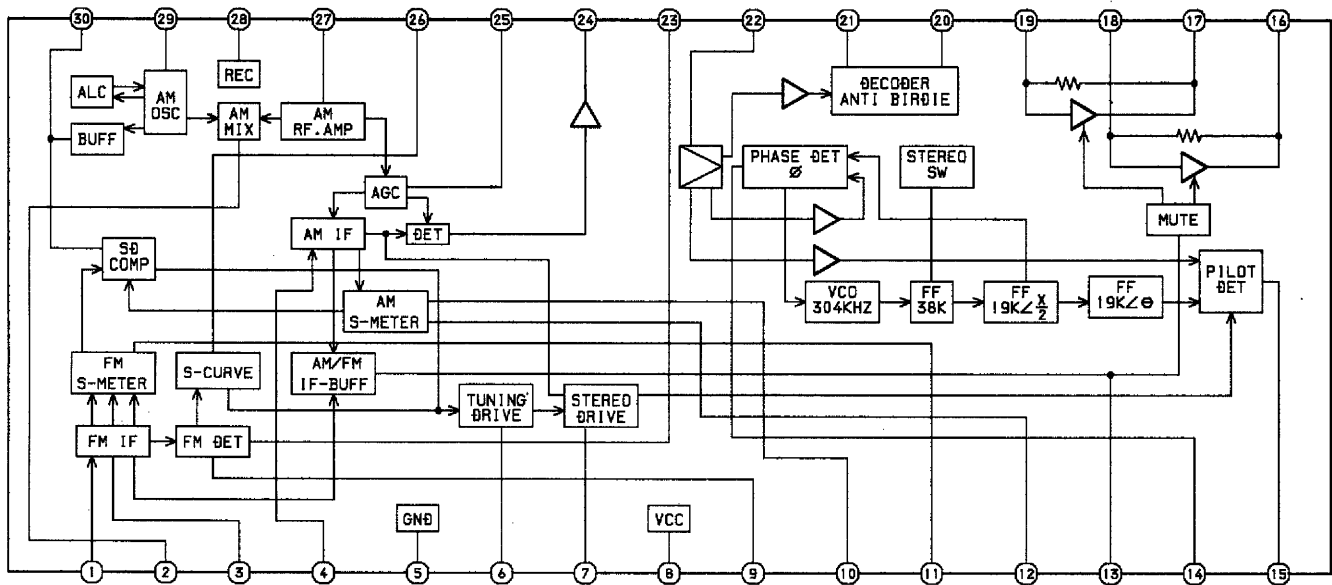 30 29 28 27 26 25 24 23 22 21 20 19 18 17 16
REC
ALC
AM
OSC
BUFF
AM
MIX
AM
RF.AMP
DECODER
ANTI BIRDIE
AGC
PHASE DET
Ø
STEREO
SW
AM IF
DET
MUTE
SD
COMP
AM
S-METER
VCO
304KHZ
FF
38K
FF
19K∠X/2
FF
19K∠θ
PILOT
DET
FM
S-METER
S-CURVE
AM/FM
IF-BUFF
TUNING
DRIVE
STEREO
DRIVE
FM IF
FM DET
GND
VCC
1 2 3 4 5 6 7 8 9 10 11 12 13 14 15